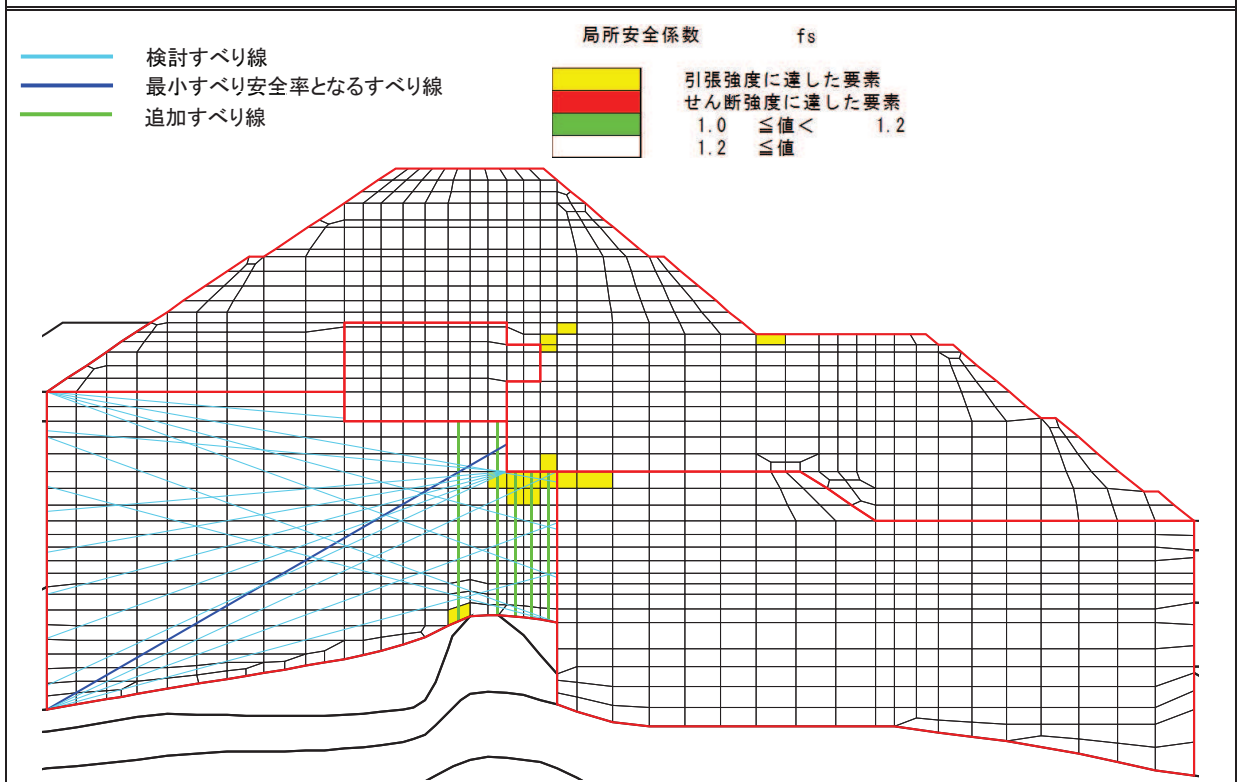 局所安全係数 fs
検討すべり線
最小すべり安全率となるすべり線
追加すべり線
引張強度に達した要素
せん断強度に達した要素
1.0 ≦値< 1.2
1.2 ≦値